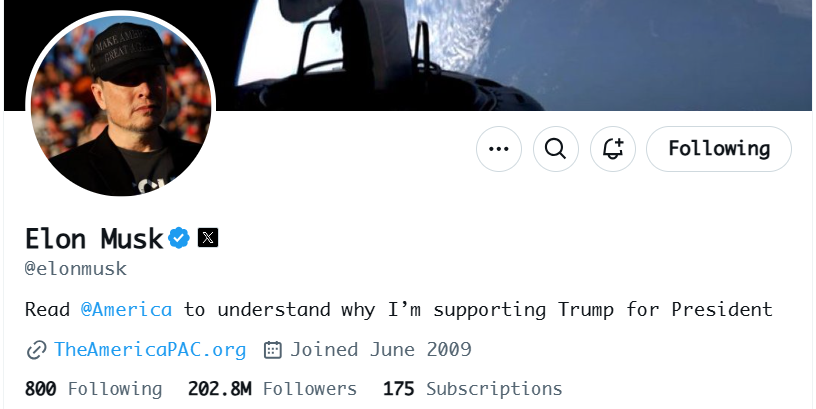 MAKE AMERICA
GREAT AGAIN
Following
Elon Musk
@elonmusk
Read @America to understand why I’m supporting Trump for President
TheAmericaPAC.org Joined June 2009
800 Following 202.8M Followers 175 Subscriptions